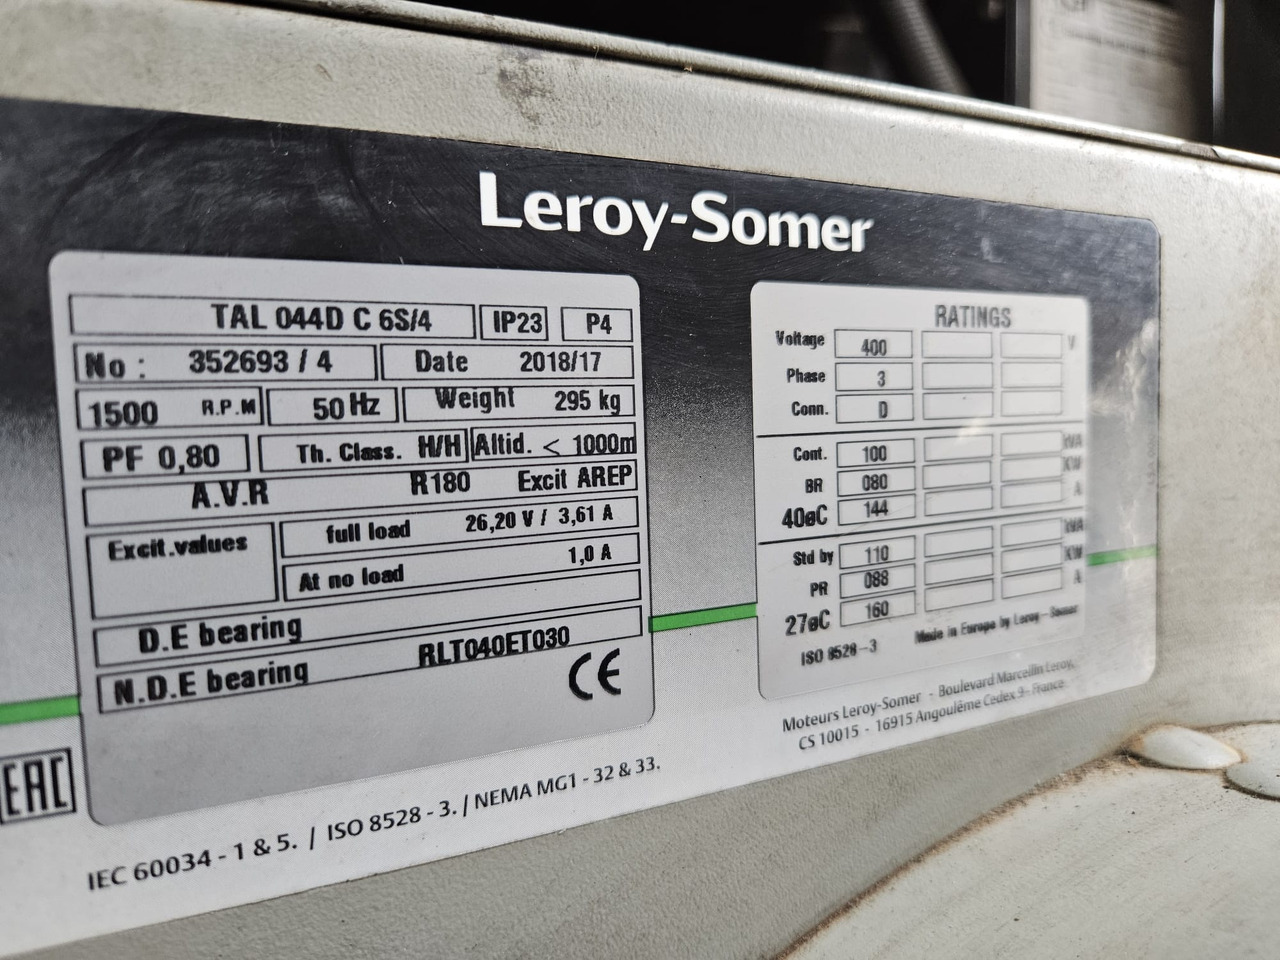 Leroy-Somer
TAL 044D C 6S/4 IP23 P4
No : 352693 / 4 Date 2018/17
1500 R.P.M 50 Hz Weight 295 kg
PF 0,80 Th. Class. H/H Altid. < 1000m
A.V.R R180 Excit AREP
Excit.values full load 26,20 V / 3,61 A
At no load 1,0 A
D.E bearing
N.D.E bearing RLT040ET030
CE
RATINGS
Voltage 400 V
Phase 3
Conn. D
Cont. 100 kVA
BR 080 KW
40øC 144 A
Std by 110 kVA
PR 088 KW
27øC 160 A
ISO 8528-3 Made in Europe by Leroy-Somer
Moteurs Leroy-Somer - Boulevard Marcellin Leroy,
CS 10015 - 16915 Angoulême Cedex 9- France
EAC
IEC 60034 - 1 & 5. / ISO 8528 - 3. / NEMA MG1 - 32 & 33.